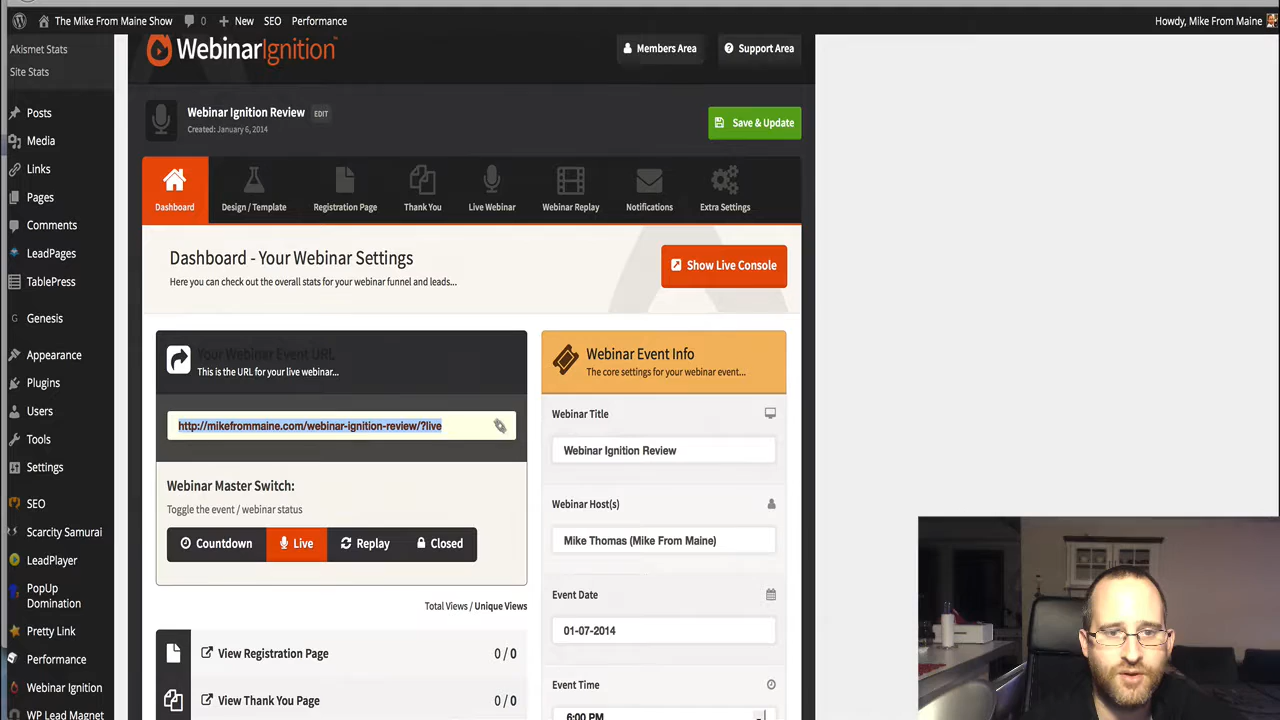 The Mike From Maine Show 0 New SEO Performance Howdy, Mike From Maine
Akismet Stats
Site Stats
Posts
Media
Links
Pages
Comments
LeadPages
TablePress
Genesis
Appearance
Plugins
Users
Tools
Settings
SEO
Scarcity Samurai
LeadPlayer
PopUp
Domination
Pretty Link
Performance
Webinar Ignition
WP Lead Magnet
WebinarIgnition
Members Area
Support Area
Webinar Ignition Review EDIT
Created: January 6, 2014
Save & Update
Dashboard
Design / Template
Registration Page
Thank You
Live Webinar
Webinar Replay
Notifications
Extra Settings
Dashboard - Your Webinar Settings
Here you can check out the overall stats for your webinar funnel and leads...
Show Live Console
Your Webinar Event URL
This is the URL for your live webinar...
http://mikefrommaine.com/webinar-ignition-review/?live
Webinar Master Switch:
Toggle the event / webinar status
Countdown Live Replay Closed
Total Views / Unique Views
View Registration Page 0 / 0
View Thank You Page 0 / 0
Webinar Event Info
The core settings for your webinar event...
Webinar Title
Webinar Ignition Review
Webinar Host(s)
Mike Thomas (Mike From Maine)
Event Date
01-07-2014
Event Time
6:00 PM